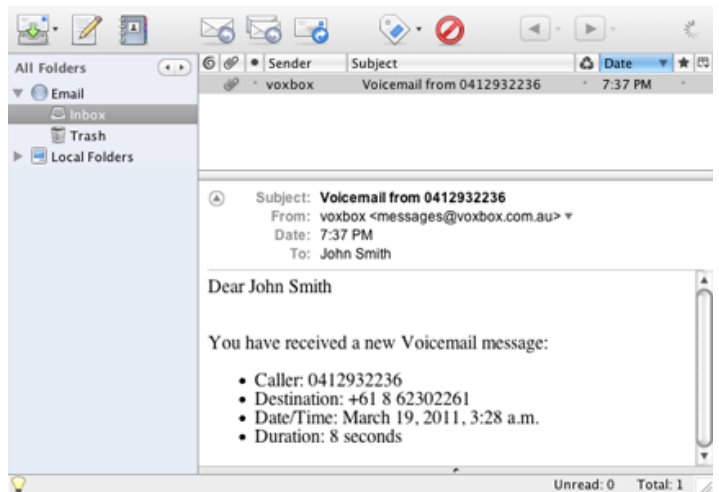 All Folders
Email
Inbox
Trash
Local Folders
Sender Subject Date
voxbox Voicemail from 0412932236 7:37 PM
Subject: Voicemail from 0412932236
From: voxbox <messages@voxbox.com.au>
Date: 7:37 PM
To: John Smith
Dear John Smith
You have received a new Voicemail message:
• Caller: 0412932236
• Destination: +61 8 62302261
• Date/Time: March 19, 2011, 3:28 a.m.
• Duration: 8 seconds
Unread: 0 Total: 1